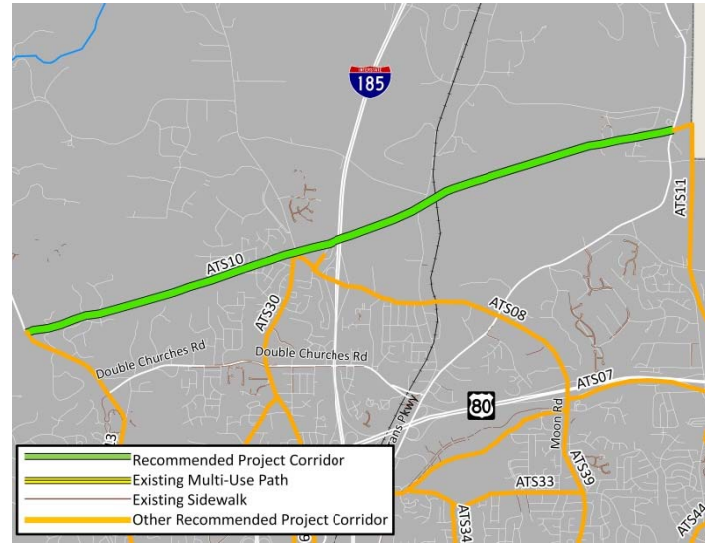 INTERSTATE
185
ATS11
ATS10
ATS30
ATS08
Double Churches Rd
Double Churches Rd
ATS07
80
Moon Rd
ATS39
ATS33
ATS34
ATS44
Recommended Project Corridor
Existing Multi-Use Path
Existing Sidewalk
Other Recommended Project Corridor